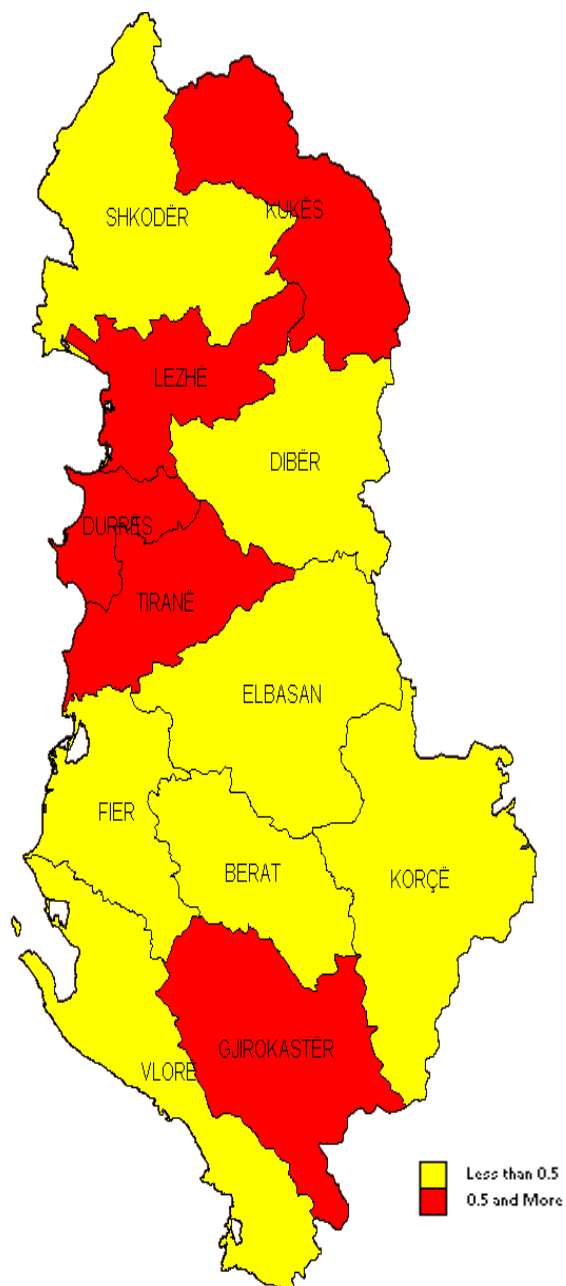 SHKODËR
KUKËS
LEZHË
DIBËR
DURRËS
TIRANË
ELBASAN
FIER
BERAT
KORÇË
GJIROKASTËR
VLORË
Less than 0.5
0.5 and More